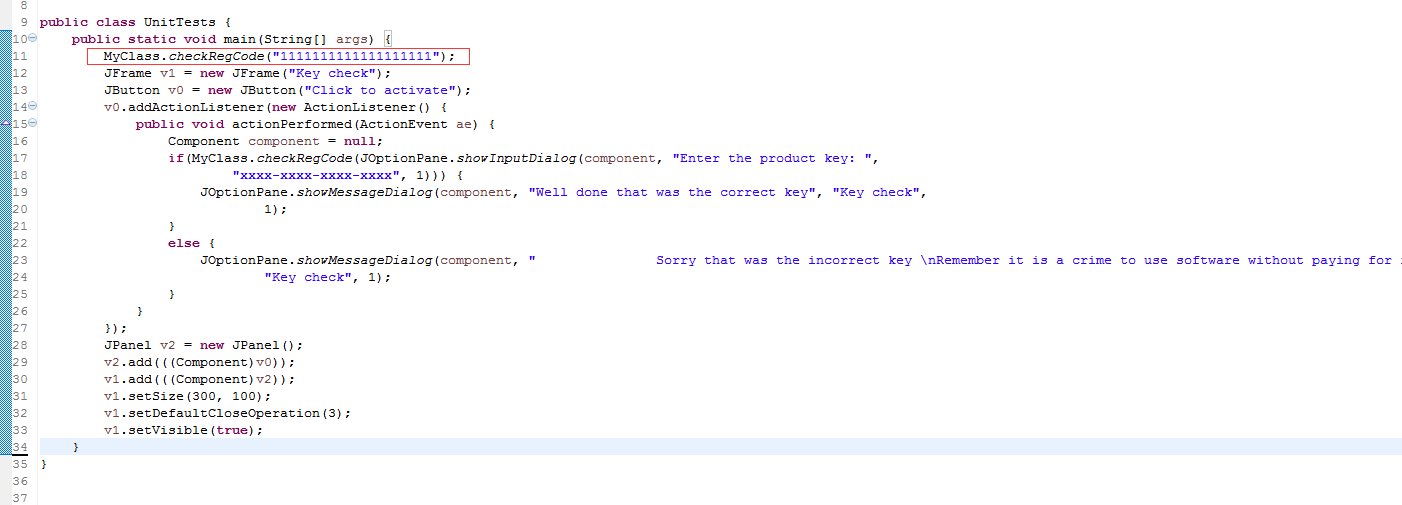 8
9 public class UnitTests {
10 public static void main(String[] args) {
11 MyClass.checkRegCode("1111111111111111111");
12 JFrame v1 = new JFrame("Key check");
13 JButton v0 = new JButton("Click to activate");
14 v0.addActionListener(new ActionListener() {
15 public void actionPerformed(ActionEvent ae) {
16 Component component = null;
17 if(MyClass.checkRegCode(JOptionPane.showInputDialog(component, "Enter the product key: ",
18 "xxxx-xxxx-xxxx-xxxx", 1))) {
19 JOptionPane.showMessageDialog(component, "Well done that was the correct key", "Key check",
20 1);
21 }
22 else {
23 JOptionPane.showMessageDialog(component, " Sorry that was the incorrect key \nRemember it is a crime to use software without paying for
24 "Key check", 1);
25 }
26 }
27 });
28 JPanel v2 = new JPanel();
29 v2.add(((Component)v0));
30 v1.add(((Component)v2));
31 v1.setSize(300, 100);
32 v1.setDefaultCloseOperation(3);
33 v1.setVisible(true);
34 }
35 }
36
37